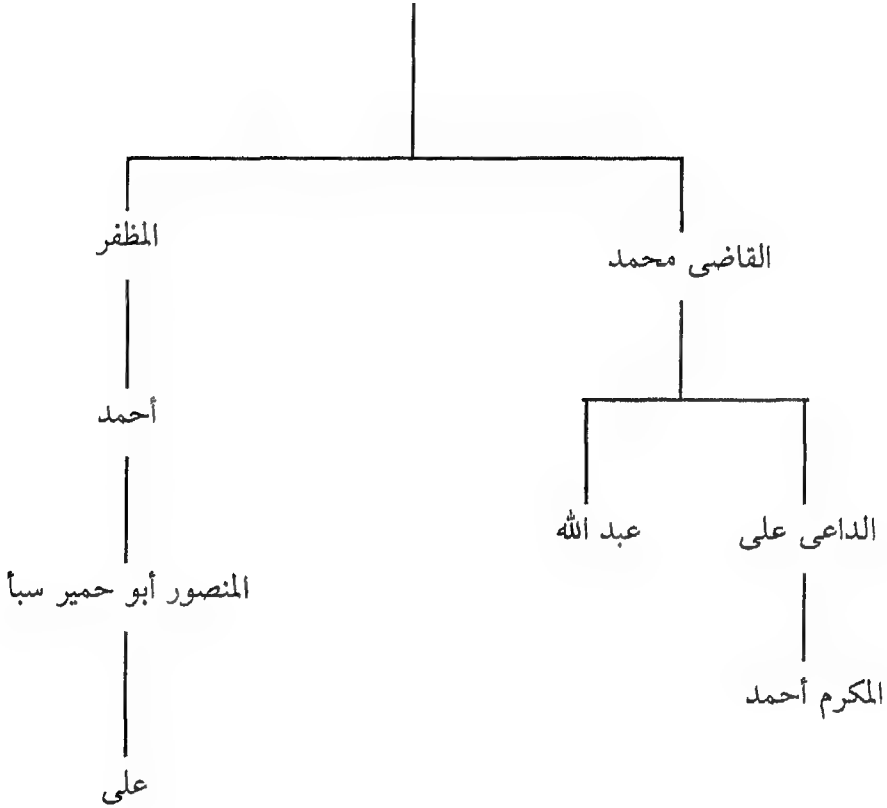 المظفر
القاضى محمد
أحمد
الداعى على
عبد الله
المنصور أبو حمير سبأ
المكرم أحمد
على